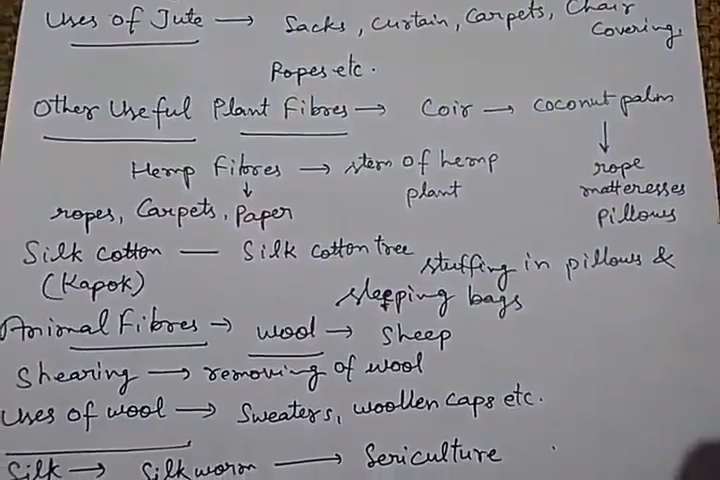 Uses of Jute → Sacks, Curtain, Carpets, Chair Covering,
Ropes etc.
Other Useful Plant Fibres → Coir → coconut palm
↓
rope
matteresses
pillows
Hemp Fibres → stem of hemp plant
↓
ropes, Carpets, Paper
Silk cotton — Silk cotton tree
(Kapok)
stuffing in pillows &
sleeping bags
Animal Fibres → wool → Sheep
Shearing → removing of wool
Uses of wool → Sweaters, woollen caps etc.
Silk → Silkworm → Sericulture